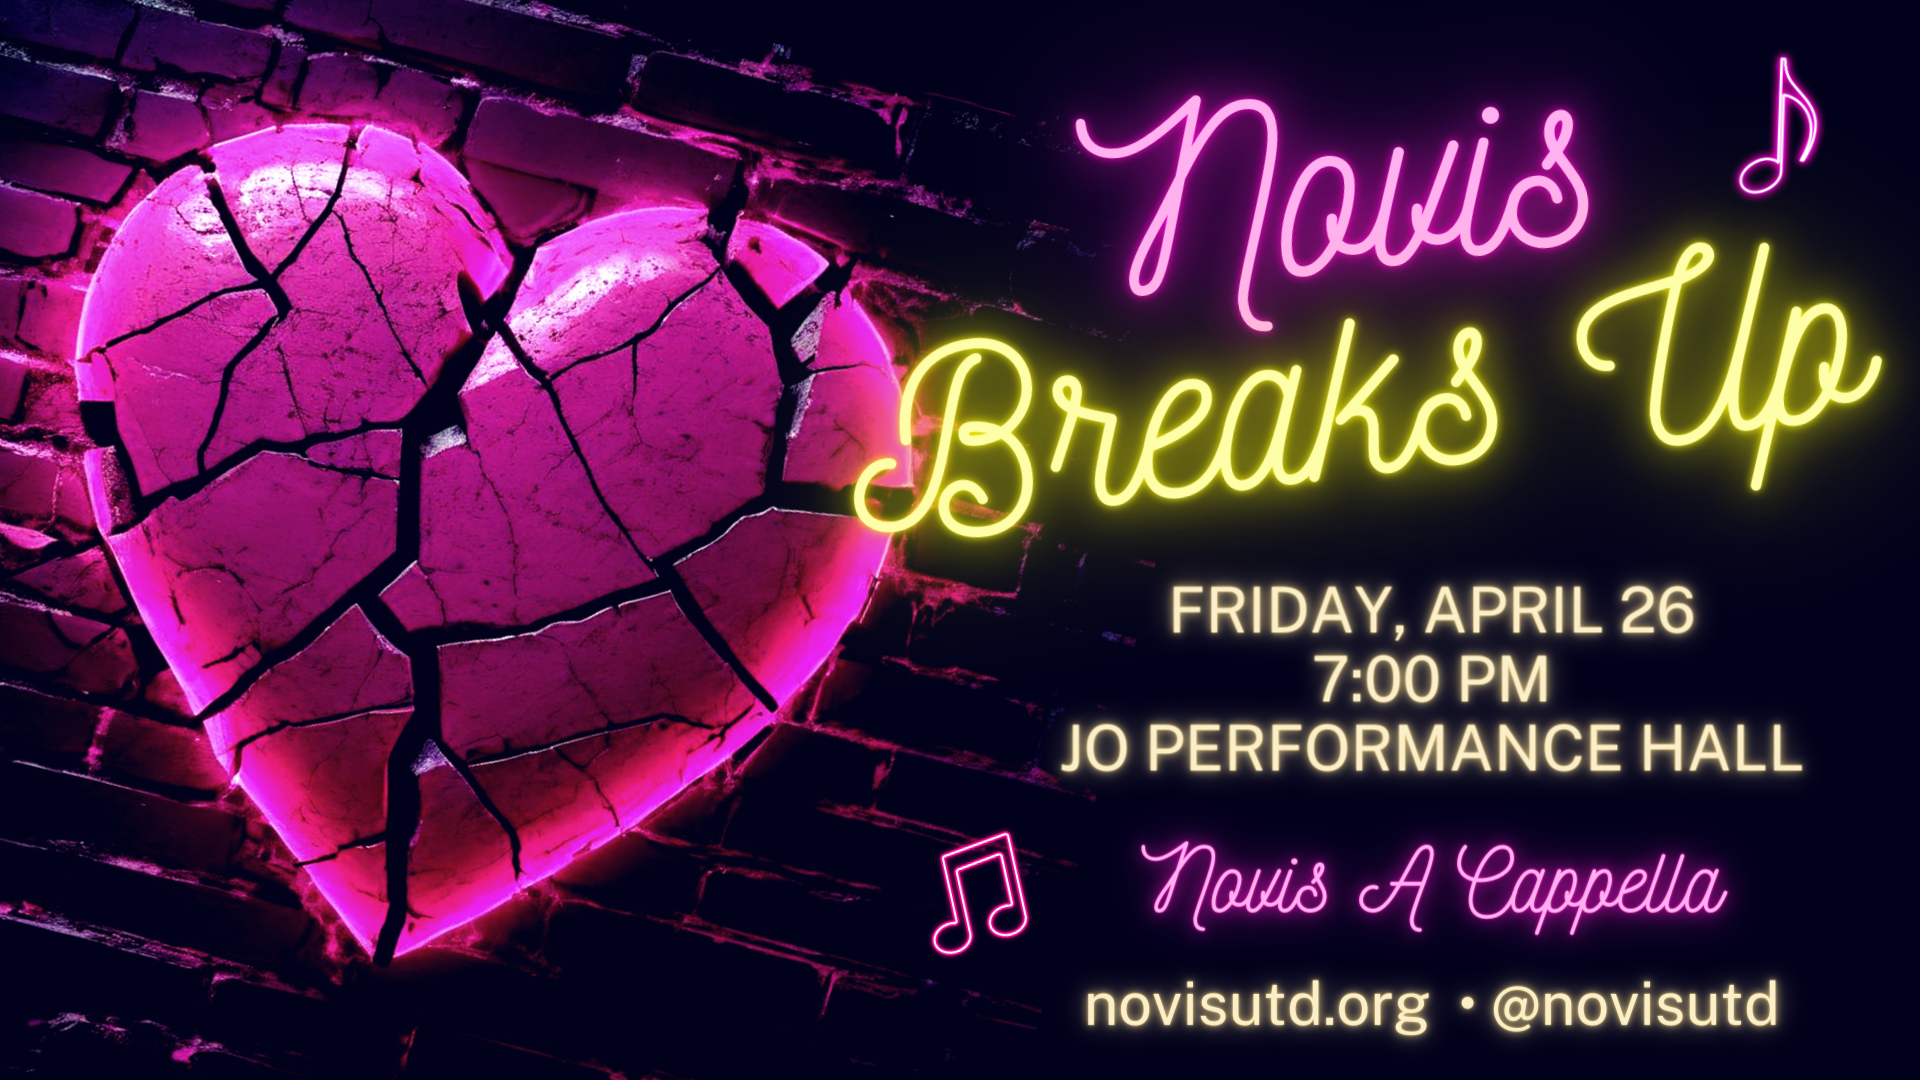 Novis
Breaks Up
FRIDAY, APRIL 26
7:00 PM
JO PERFORMANCE HALL
Novis A Cappella
novisutd.org • @novisutd